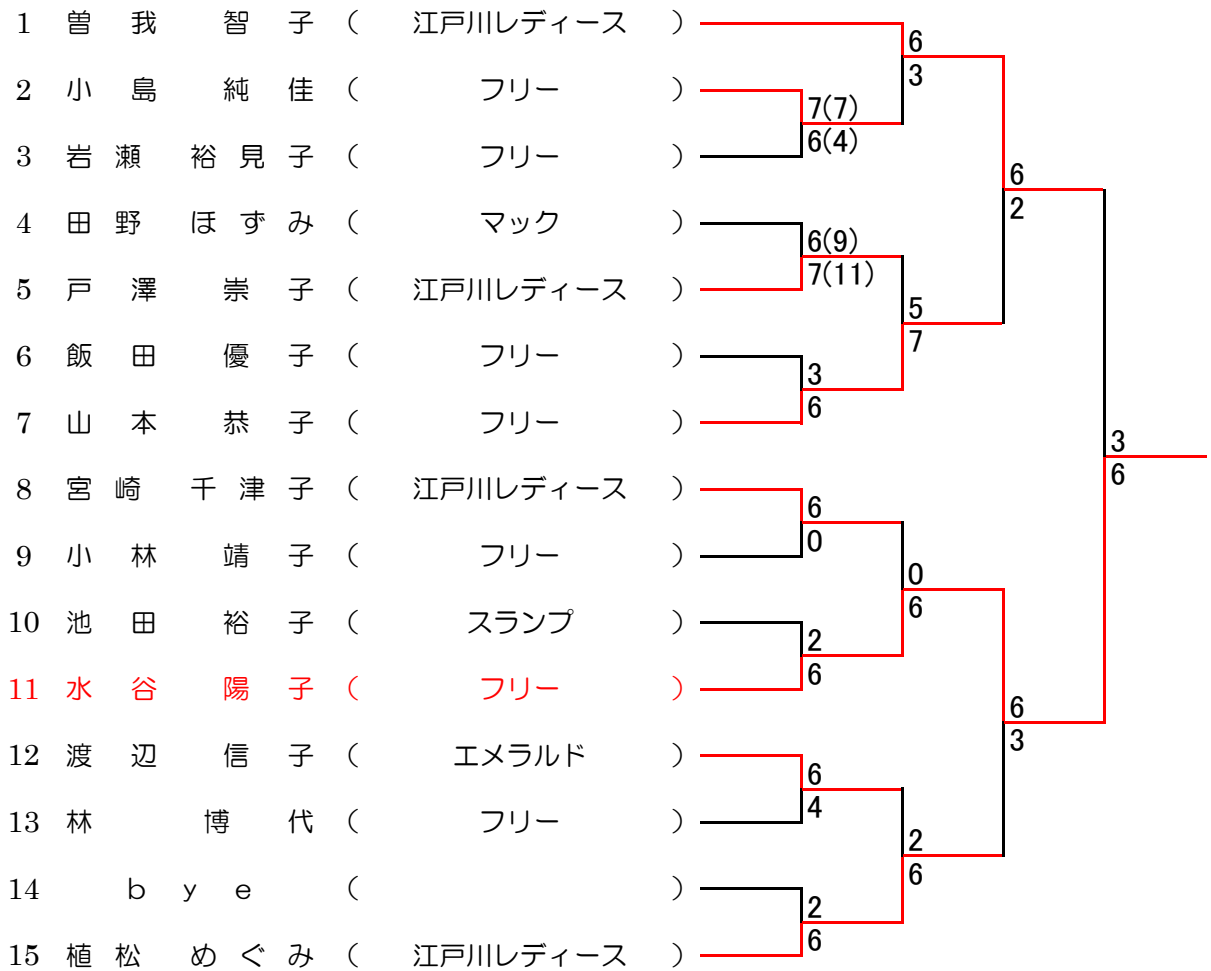 1 曽我 智子 ( 江戸川レディース )
6
3
2 小島 純佳 ( フリー )
7(7)
6(4)
3 岩瀬 裕見子 ( フリー )
6
2
4 田野 ほずみ ( マック )
6(9)
7(11)
5 戸澤 崇子 ( 江戸川レディース )
5
7
6 飯田 優子 ( フリー )
3
6
7 山本 恭子 ( フリー )
3
6
8 宮崎 千津子 ( 江戸川レディース )
6
0
9 小林 靖子 ( フリー )
0
6
10 池田 裕子 ( スランプ )
2
6
11 水谷 陽子 ( フリー )
6
3
12 渡辺 信子 ( エメラルド )
6
4
13 林 博代 ( フリー )
2
6
14 bye ( )
2
6
15 植松 めぐみ ( 江戸川レディース )